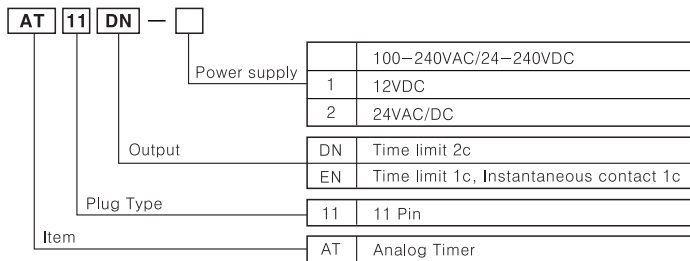 AT 11 DN —
100-240VAC/24-240VDC
Power supply
1 12VDC
2 24VAC/DC
Output
DN Time limit 2c
EN Time limit 1c, Instantaneous contact 1c
Plug Type
11 11 Pin
Item
AT Analog Timer